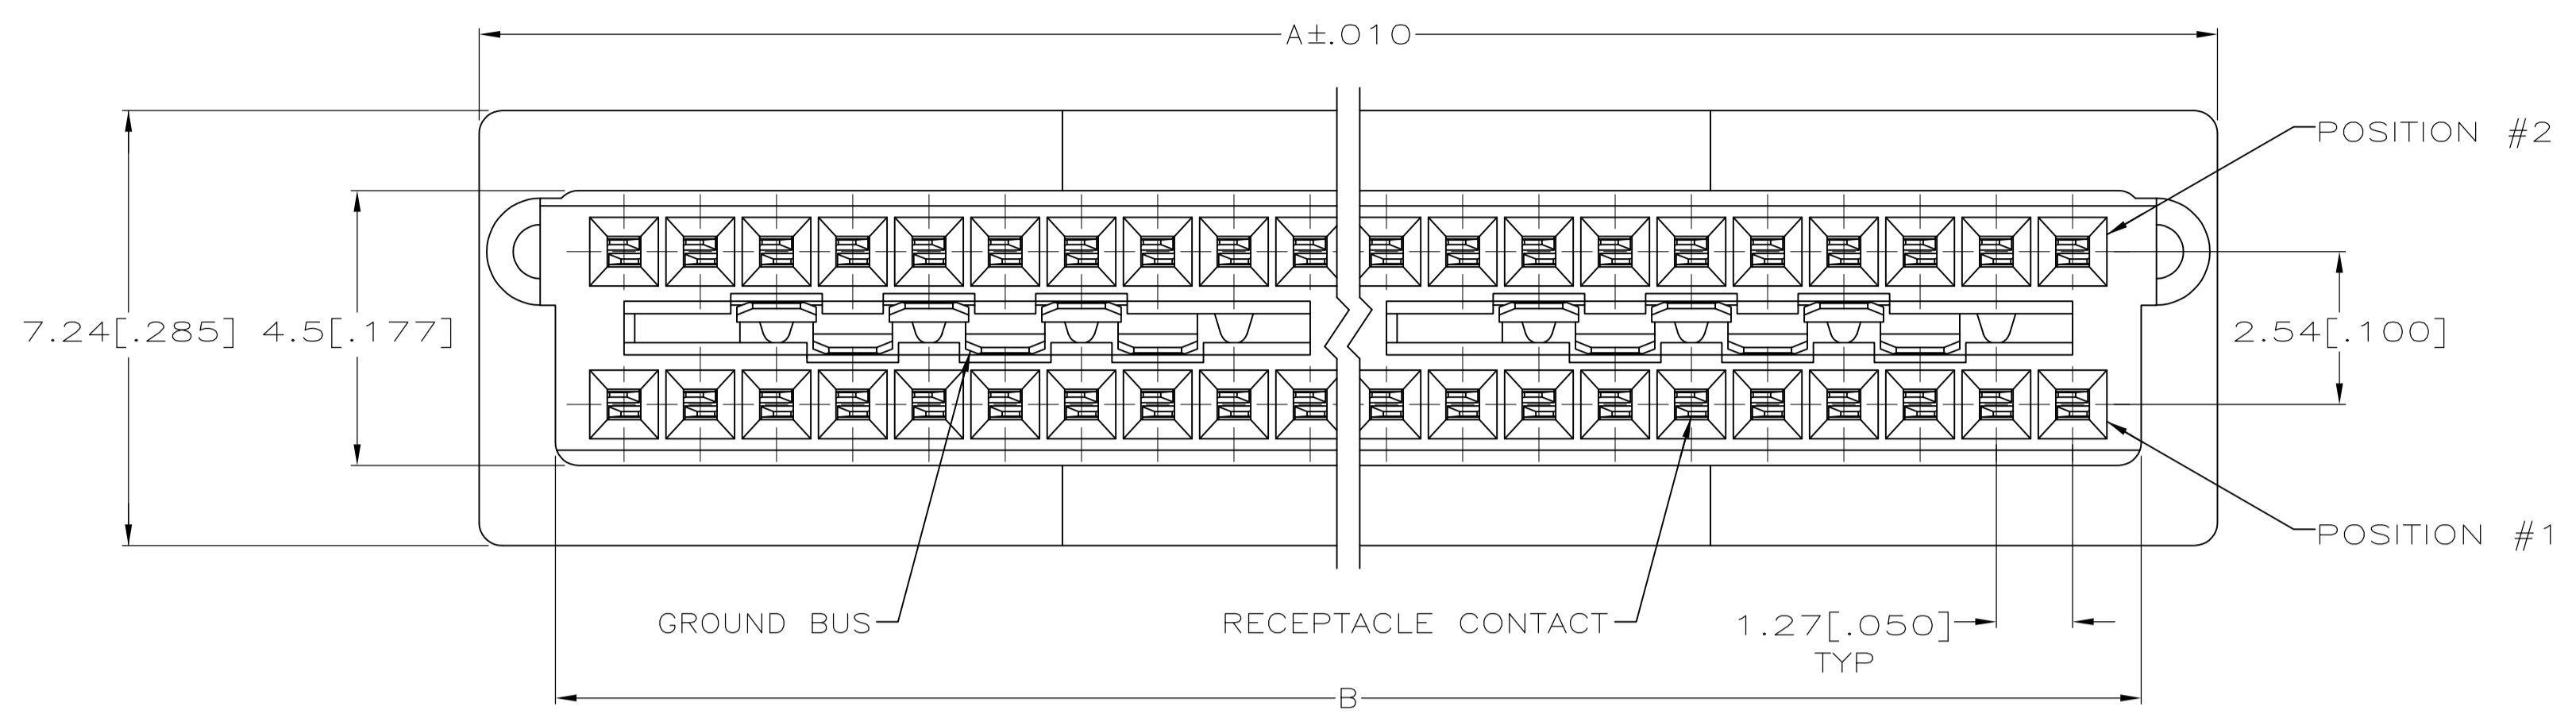 A±.010
POSITION #2
7.24[.285]
4.5[.177]
2.54[.100]
POSITION #1
GROUND BUS
RECEPTACLE CONTACT
1.27[.050]
TYP
B